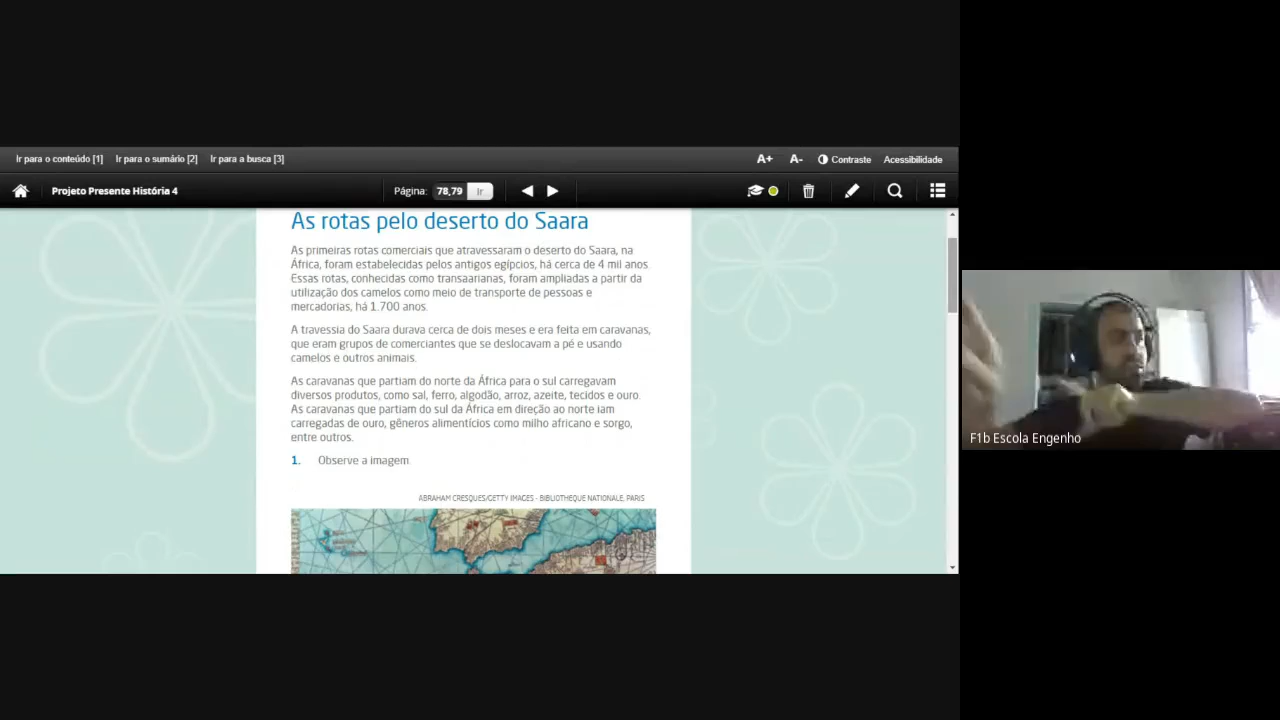 Ir para o conteúdo [1] Ir para o sumário [2] Ir para a busca [3] A+ A- Contraste Acessibilidade
Projeto Presente História 4 Página: 78,79 Ir
As rotas pelo deserto do Saara
As primeiras rotas comerciais que atravessaram o deserto do Saara, na
África, foram estabelecidas pelos antigos egípcios, há cerca de 4 mil anos.
Essas rotas, conhecidas como transaarianas, foram ampliadas a partir da
utilização dos camelos como meio de transporte de pessoas e
mercadorias, há 1.700 anos.
A travessia do Saara durava cerca de dois meses e era feita em caravanas,
que eram grupos de comerciantes que se deslocavam a pé e usando
camelos e outros animais.
As caravanas que partiam do norte da África para o sul carregavam
diversos produtos, como sal, ferro, algodão, arroz, azeite, tecidos e ouro.
As caravanas que partiam do sul da África em direção ao norte iam
carregadas de ouro, gêneros alimentícios como milho africano e sorgo,
entre outros.
1. Observe a imagem.
ABRAHAM CRESQUES/GETTY IMAGES - BIBLIOTHEQUE NATIONALE, PARIS
F1b Escola Engenho